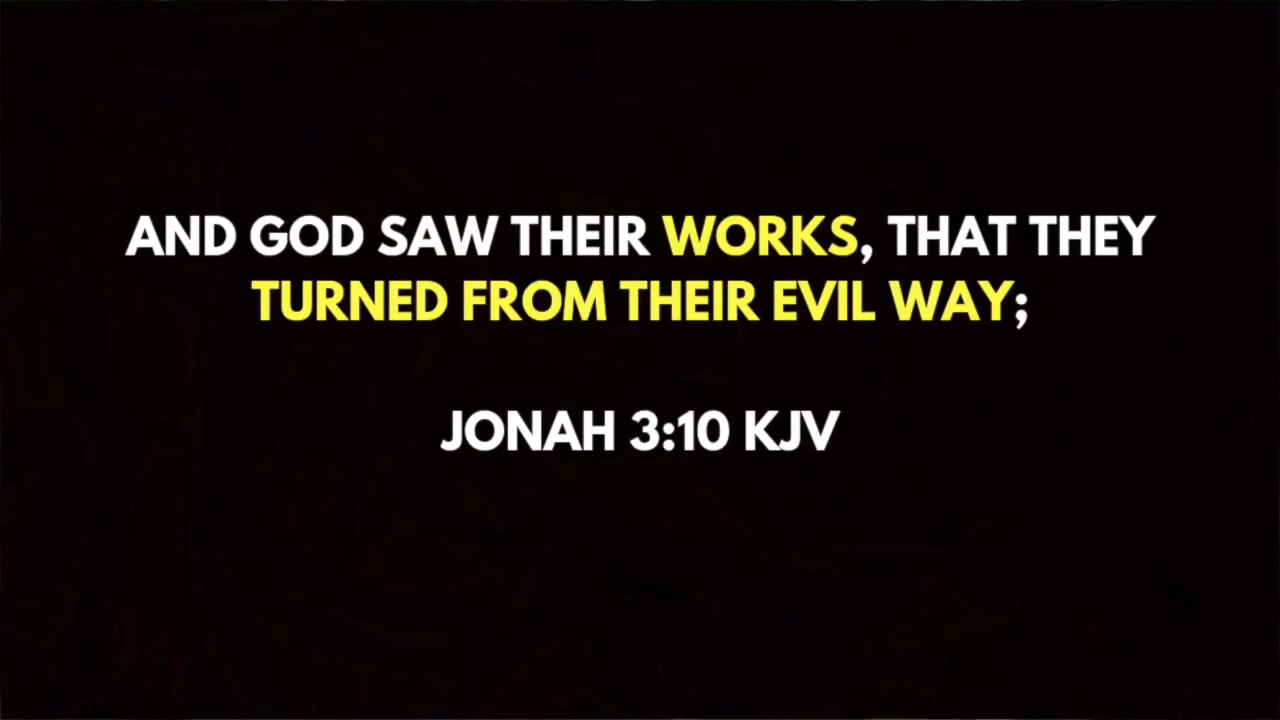 AND GOD SAW THEIR WORKS, THAT THEY
TURNED FROM THEIR EVIL WAY;
JONAH 3:10 KJV